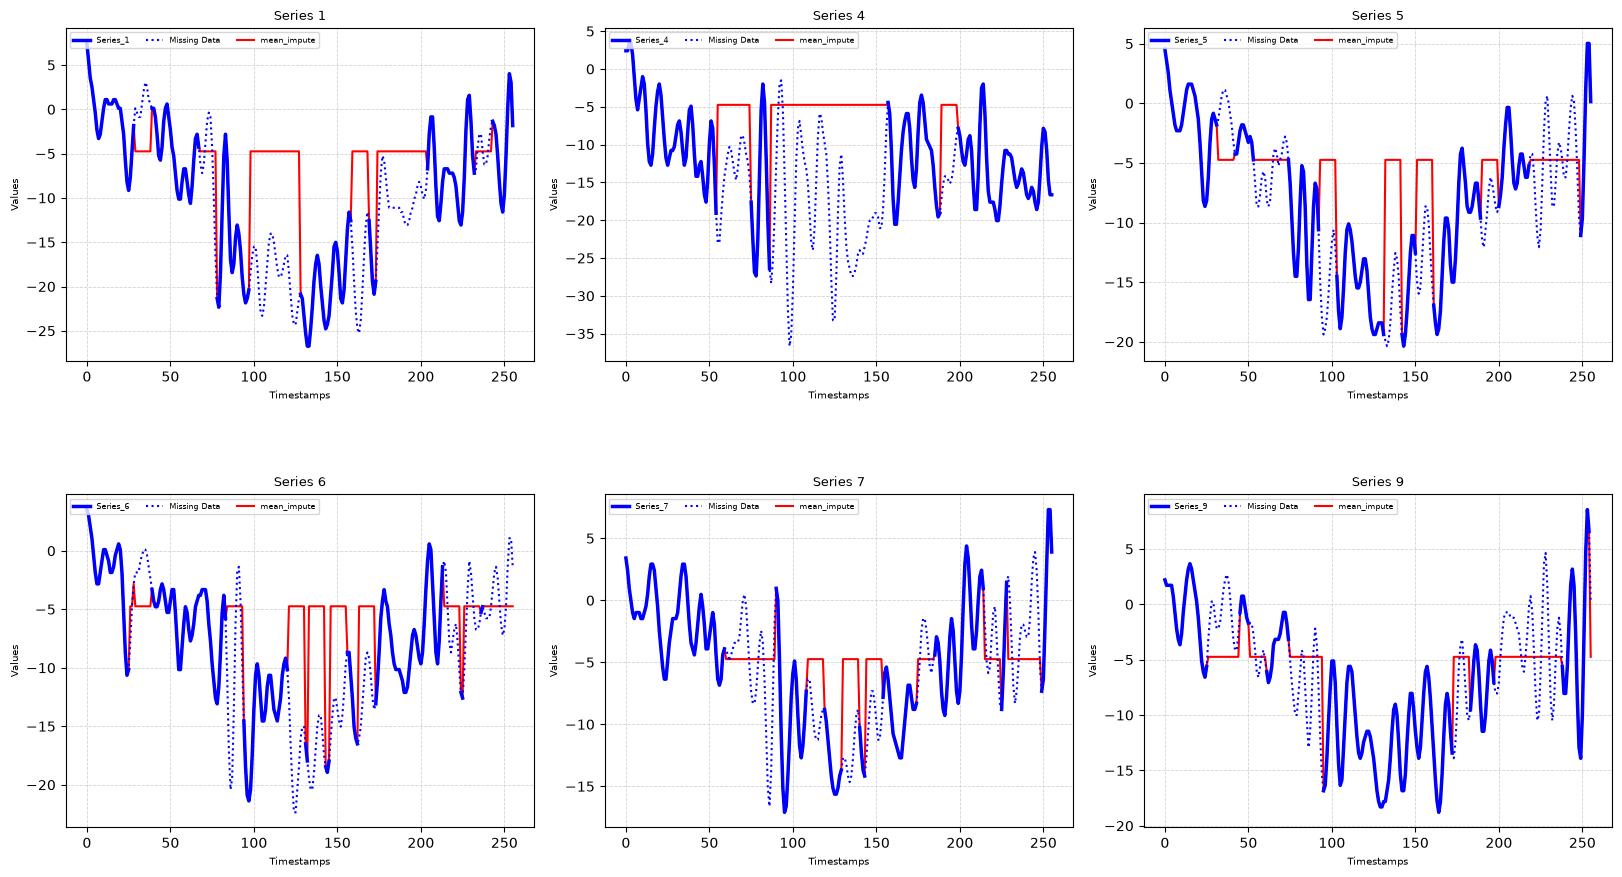 Series 1
Series_1 Missing Data mean_impute
5
0
−5
−10
−15
−20
−25
Values
0 50 100 150 200 250
Timestamps
Series 4
Series_4 Missing Data mean_impute
5
0
−5
−10
−15
−20
−25
−30
−35
Values
0 50 100 150 200 250
Timestamps
Series 5
Series_5 Missing Data mean_impute
5
0
−5
−10
−15
−20
Values
0 50 100 150 200 250
Timestamps
Series 6
Series_6 Missing Data mean_impute
0
−5
−10
−15
−20
Values
0 50 100 150 200 250
Timestamps
Series 7
Series_7 Missing Data mean_impute
5
0
−5
−10
−15
Values
0 50 100 150 200 250
Timestamps
Series 9
Series_9 Missing Data mean_impute
5
0
−5
−10
−15
−20
Values
0 50 100 150 200 250
Timestamps